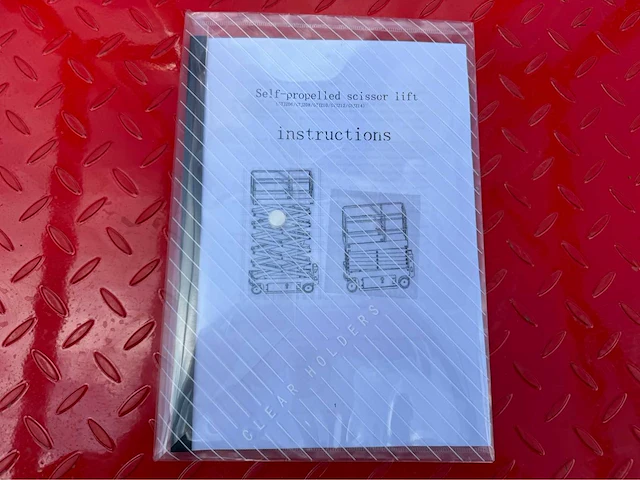 Self-propelled scissor lift
instructions
CLEAR HOLDERS